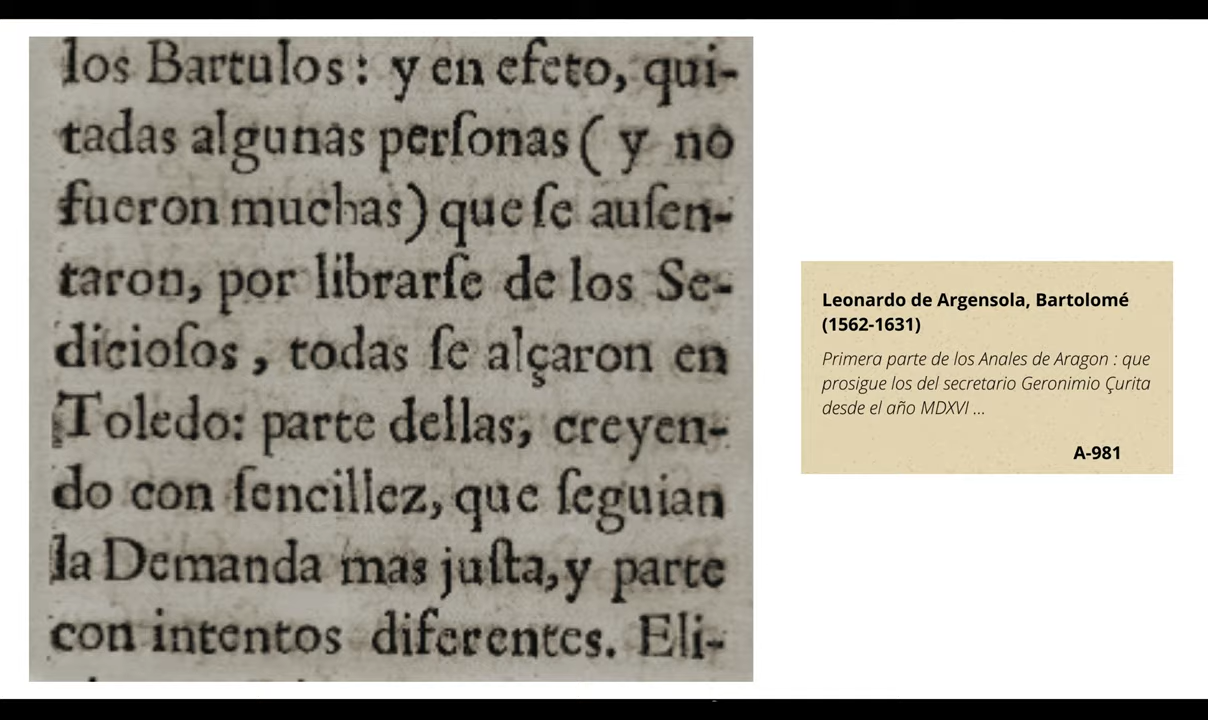 los Bartulos: y en efeto, qui-
tadas algunas perſonas ( y no
fueron muchas) que ſe auſen-
taron, por librarſe de los Se-
dicioſos, todas ſe alçaron en
Toledo: parte dellas, creyen-
do con ſencillez, que ſeguian
la Demanda mas juſta, y parte
con intentos diferentes. Eli-
Leonardo de Argensola, Bartolomé
(1562-1631)
Primera parte de los Anales de Aragon : que
prosigue los del secretario Geronimio Çurita
desde el año MDXVI ...
A-981